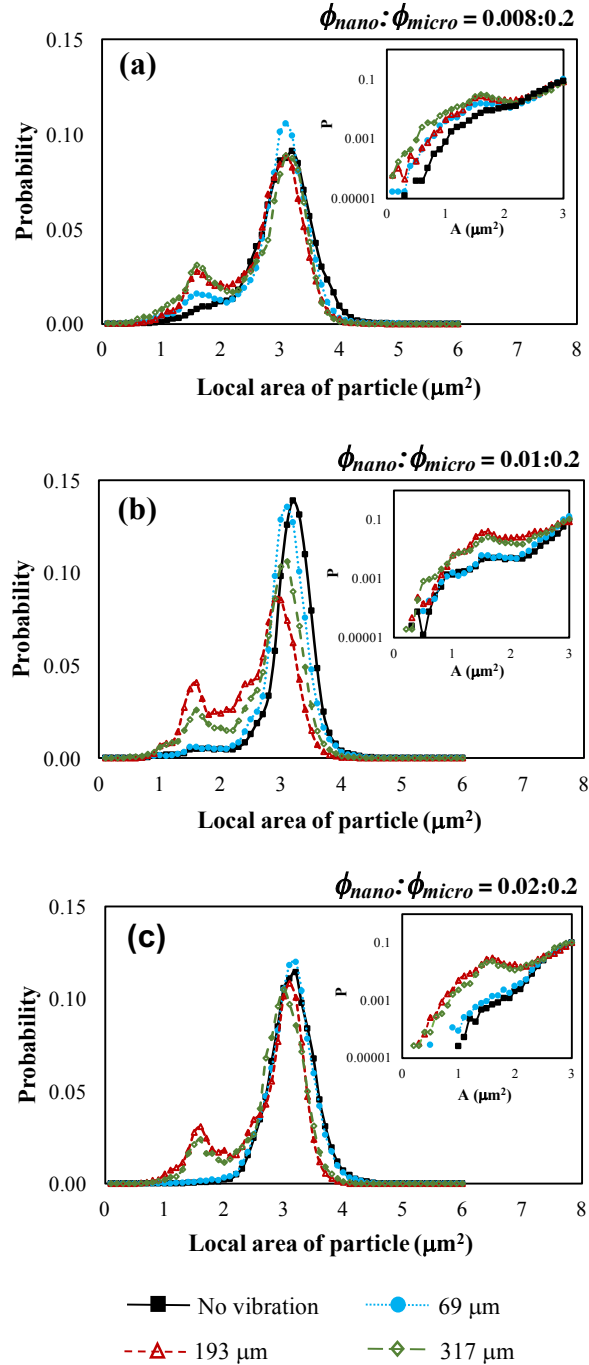 ϕnano:ϕmicro = 0.008:0.2
(a)
Probability
0.15
0.10
0.05
0.00
0 1 2 3 4 5 6 7 8
Local area of particle (μm²)
P
0.1
0.001
0.00001
0 1 2 3
A (μm²)
ϕnano:ϕmicro = 0.01:0.2
(b)
Probability
0.15
0.10
0.05
0.00
0 1 2 3 4 5 6 7 8
Local area of particle (μm²)
P
0.1
0.001
0.00001
0 1 2 3
A (μm²)
ϕnano:ϕmicro = 0.02:0.2
(c)
Probability
0.15
0.10
0.05
0.00
0 1 2 3 4 5 6 7 8
Local area of particle (μm²)
P
0.1
0.001
0.00001
0 1 2 3
A (μm²)
No vibration 69 μm
193 μm 317 μm